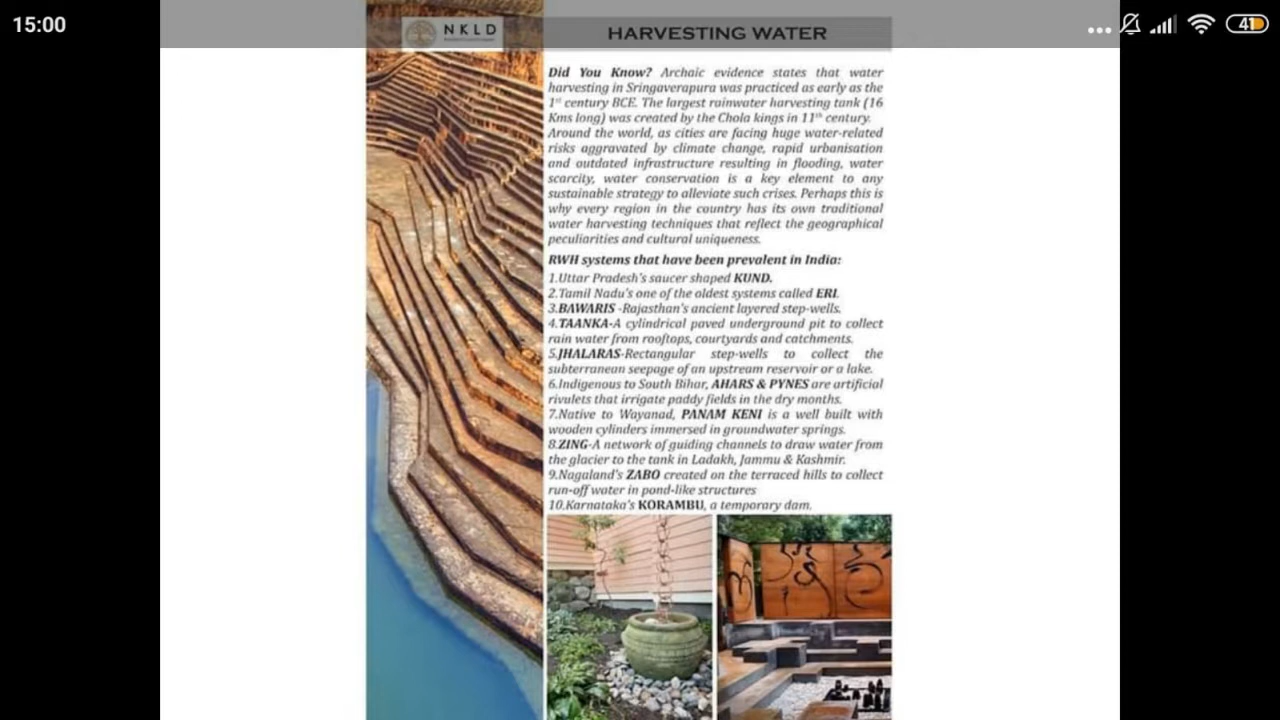 15:00
41
NKLD
HARVESTING WATER
Did You Know? Archaic evidence states that water
harvesting in Sringaverapura was practiced as early as the
1st century BCE. The largest rainwater harvesting tank (16
Kms long) was created by the Chola kings in 11th century.
Around the world, as cities are facing huge water-related
risks aggravated by climate change, rapid urbanisation
and outdated infrastructure resulting in flooding, water
scarcity, water conservation is a key element to any
sustainable strategy to alleviate such crises. Perhaps this is
why every region in the country has its own traditional
water harvesting techniques that reflect the geographical
peculiarities and cultural uniqueness.
RWH systems that have been prevalent in India:
1.Uttar Pradesh's saucer shaped KUND.
2.Tamil Nadu's one of the oldest systems called ERI.
3.BAWARIS -Rajasthan's ancient layered step-wells.
4.TAANKA-A cylindrical paved underground pit to collect
rain water from rooftops, courtyards and catchments.
5.JHALARAS-Rectangular step-wells to collect the
subterranean seepage of an upstream reservoir or a lake.
6.Indigenous to South Bihar, AHARS & PYNES are artificial
rivulets that irrigate paddy fields in the dry months.
7.Native to Wayanad, PANAM KENI is a well built with
wooden cylinders immersed in groundwater springs.
8.ZING-A network of guiding channels to draw water from
the glacier to the tank in Ladakh, Jammu & Kashmir.
9.Nagaland's ZABO created on the terraced hills to collect
run-off water in pond-like structures
10.Karnataka's KORAMBU, a temporary dam.